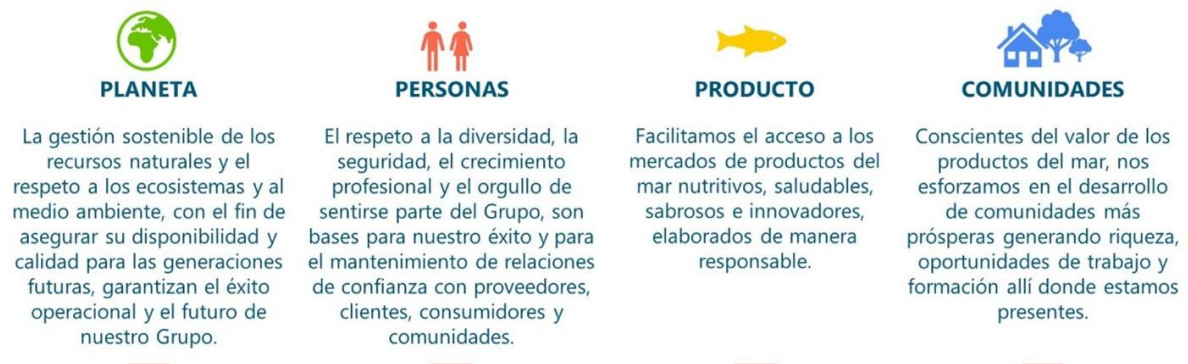 PLANETA
La gestión sostenible de los
recursos naturales y el
respeto a los ecosistemas y al
medio ambiente, con el fin de
asegurar su disponibilidad y
calidad para las generaciones
futuras, garantizan el éxito
operacional y el futuro de
nuestro Grupo.
PERSONAS
El respeto a la diversidad, la
seguridad, el crecimiento
profesional y el orgullo de
sentirse parte del Grupo, son
bases para nuestro éxito y para
el mantenimiento de relaciones
de confianza con proveedores,
clientes, consumidores y
comunidades.
PRODUCTO
Facilitamos el acceso a los
mercados de productos del
mar nutritivos, saludables,
sabrosos e innovadores,
elaborados de manera
responsable.
COMUNIDADES
Conscientes del valor de los
productos del mar, nos
esforzamos en el desarrollo
de comunidades más
prósperas generando riqueza,
oportunidades de trabajo y
formación allí donde estamos
presentes.